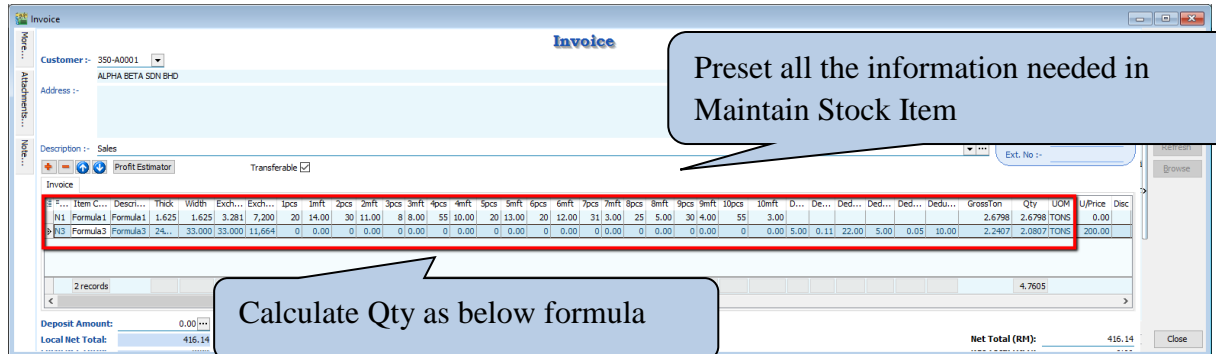 Invoice
More...
Attachments...
Note...
Invoice
Customer :- 350-A0001
ALPHA BETA SDN BHD
Address :-
Preset all the information needed in
Maintain Stock Item
Description :- Sales
Ext. No :-
Refresh
Profit Estimator
Transferable
Browse
Invoice
Item C... Descri... Thick Width Exch... Exch... 1pcs 1mft 2pcs 2mft 3pcs 3mft 4pcs 4mft 5pcs 5mft 6pcs 6mft 7pcs 7mft 8pcs 8mft 9pcs 9mft 10pcs 10mft D... De... Ded... Ded... Ded... Dedu... GrossTon Qty UOM U/Price Disc
N1 Formula1 Formula1 1.625 1.625 3.281 7,200 20 14.00 30 11.00 8 8.00 55 10.00 20 13.00 20 12.00 31 3.00 25 5.00 30 4.00 55 3.00 2.6798 2.6798 TONS 0.00
N3 Formula3 Formula3 24... 33.000 33.000 11,664 0 0.00 0 0.00 0 0.00 0 0.00 0 0.00 0 0.00 0 0.00 0 0.00 0 0.00 0 0.00 5.00 0.11 22.00 5.00 0.05 10.00 2.2407 2.0807 TONS 200.00
2 records 4.7605
Calculate Qty as below formula
Deposit Amount: 0.00
Local Net Total: 416.14
Net Total (RM): 416.14
Close